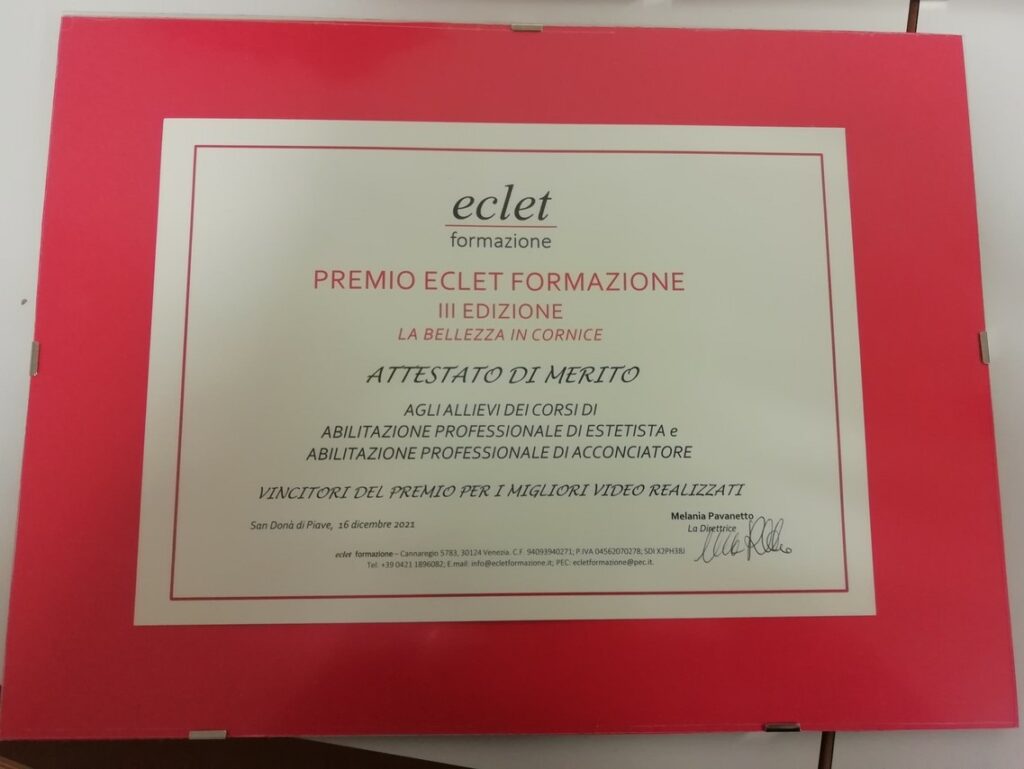 eclet
formazione
PREMIO ECLET FORMAZIONE
III EDIZIONE
LA BELLEZZA IN CORNICE
ATTESTATO DI MERITO
AGLI ALLIEVI DEI CORSI DI
ABILITAZIONE PROFESSIONALE DI ESTETISTA e
ABILITAZIONE PROFESSIONALE DI ACCONCIATORE
VINCITORI DEL PREMIO PER I MIGLIORI VIDEO REALIZZATI
San Donà di Piave, 16 dicembre 2021
Melania Pavanetto
La Direttrice
eclet formazione – Cannaregio 5783, 30124 Venezia. C.F. 94093940271; P.IVA 04562070278; SDI X2PH38J
Tel: +39 0421 1896082; E.mail: info@ecletformazione.it; PEC: ecletformazione@pec.it.